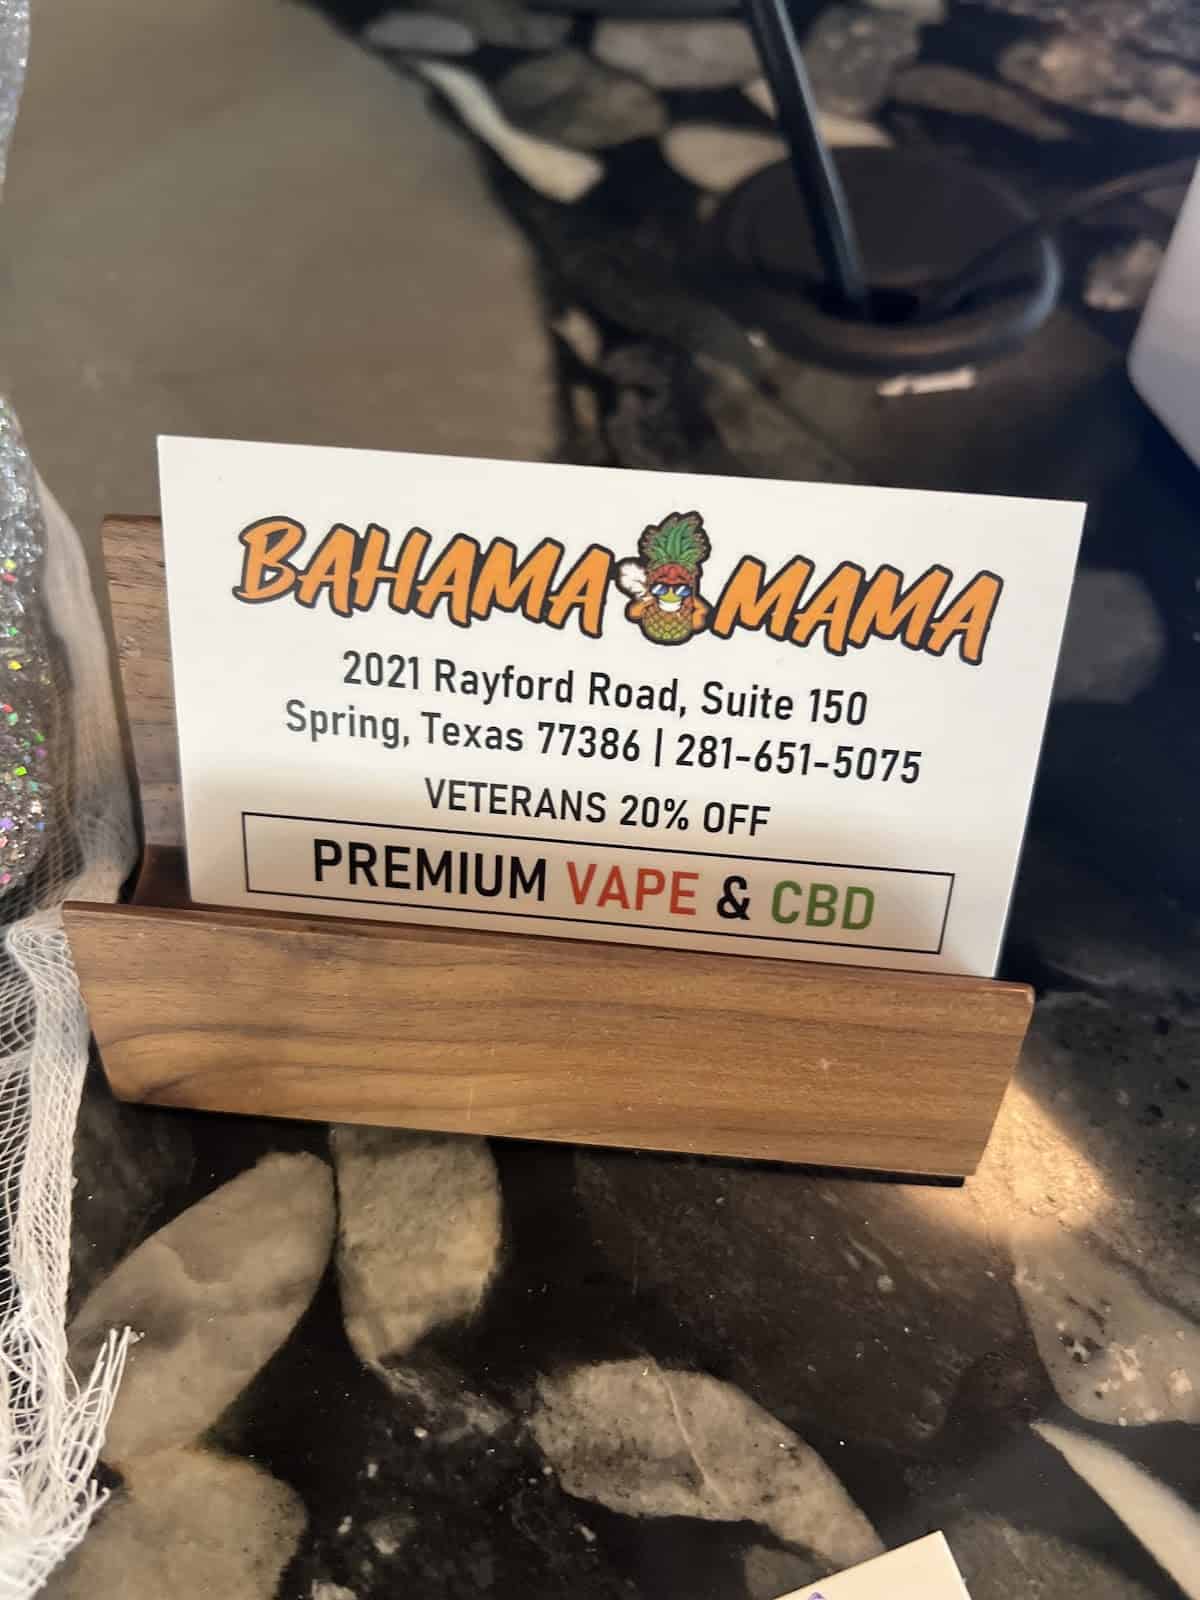 BAHAMA MAMA
2021 Rayford Road, Suite 150
Spring, Texas 77386 | 281-651-5075
VETERANS 20% OFF
PREMIUM VAPE & CBD